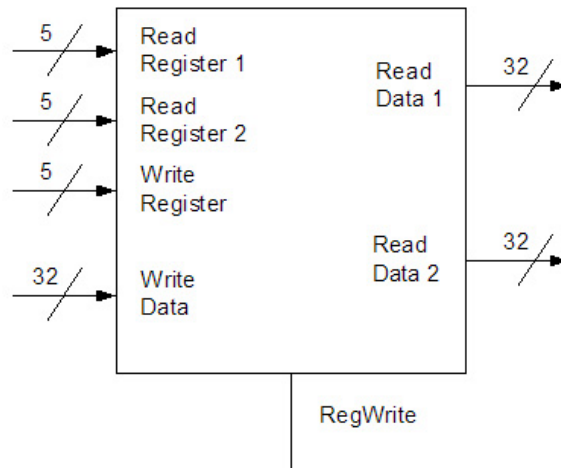 5
Read
Register 1
5
Read
Register 2
5
Write
Register
32
Write
Data
Read
Data 1
32
Read
Data 2
32
RegWrite